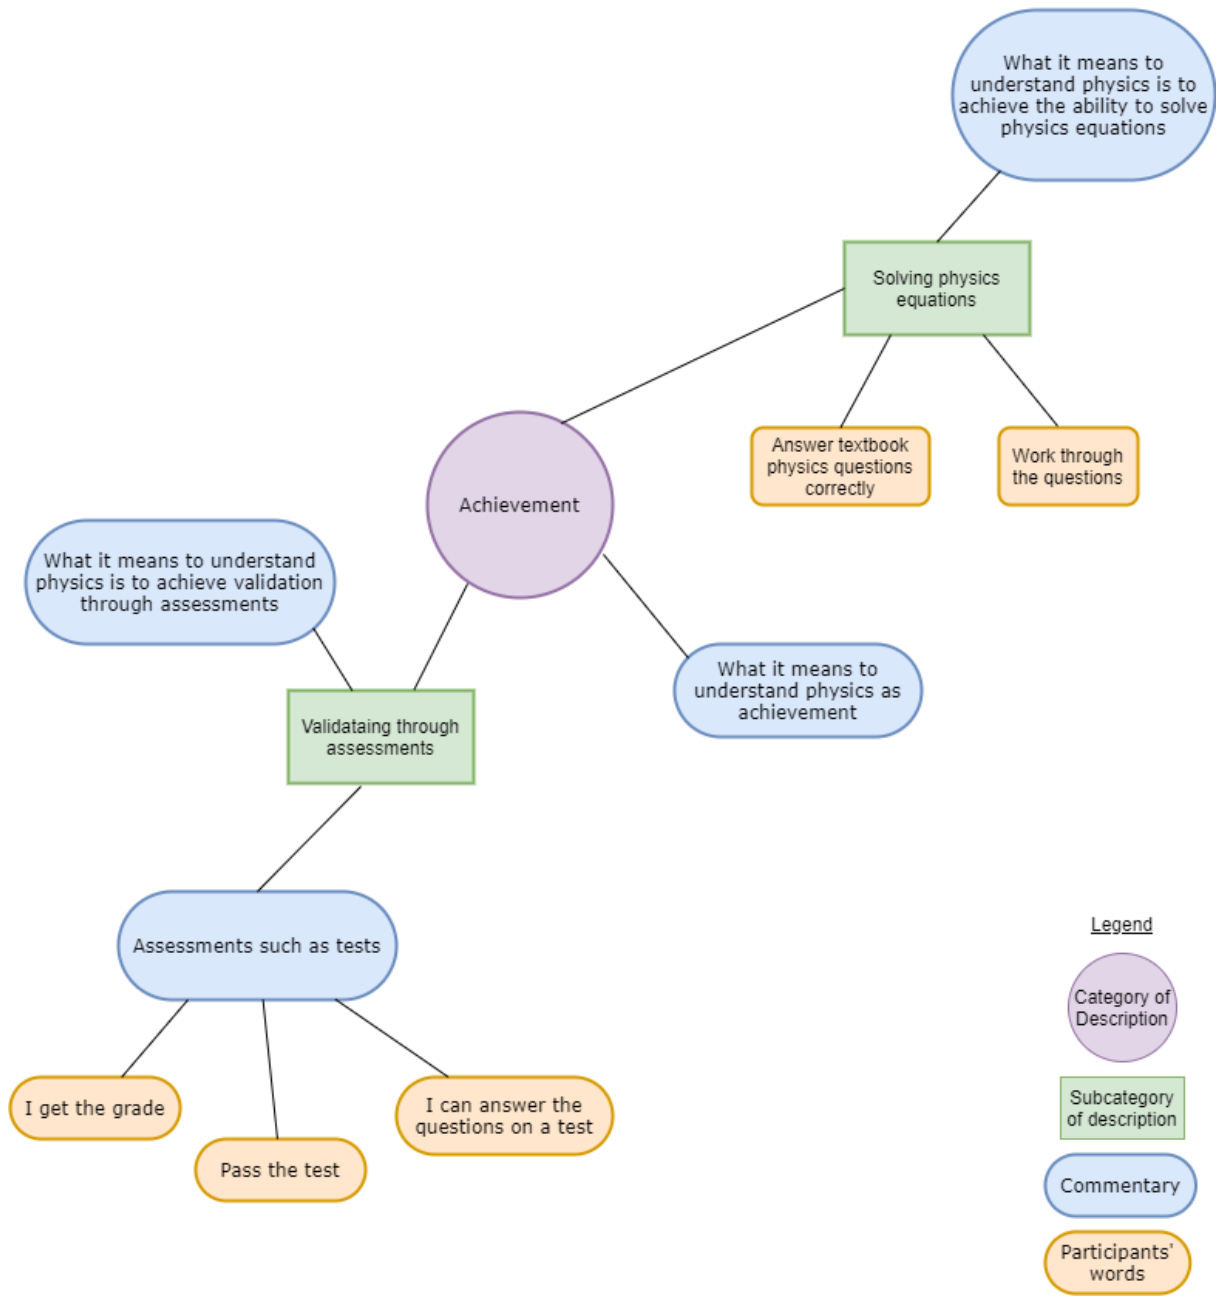 What it means to
understand physics is to
achieve the ability to solve
physics equations
Solving physics
equations
Answer textbook
physics questions
correctly
Work through
the questions
Achievement
What it means to understand
physics is to achieve validation
through assessments
What it means to
understand physics as
achievement
Validataing through
assessments
Assessments such as tests
I get the grade
Pass the test
I can answer the
questions on a test
Legend
Category of
Description
Subcategory
of description
Commentary
Participants'
words